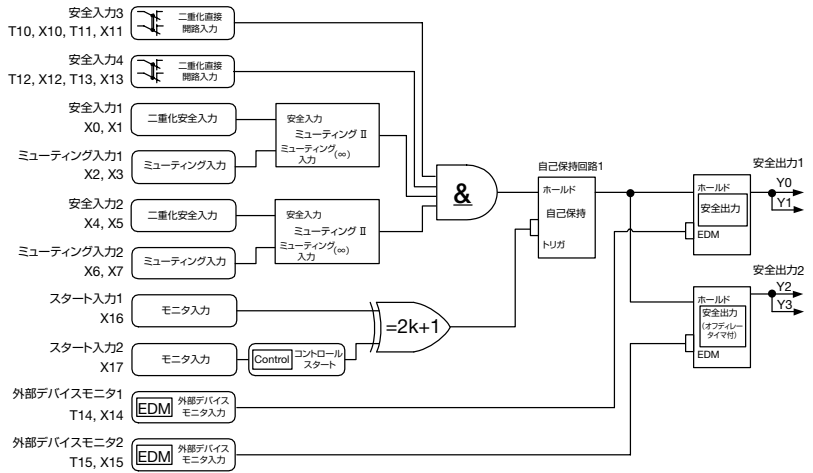 安全入力3
T10, X10, T11, X11
二重化直接
開路入力
安全入力4
T12, X12, T13, X13
二重化直接
開路入力
安全入力1
X0, X1
二重化安全入力
ミューティング入力1
X2, X3
ミューティング入力
安全入力
ミューティング II
ミューティング(∞)
入力
安全入力2
X4, X5
二重化安全入力
ミューティング入力2
X6, X7
ミューティング入力
安全入力
ミューティング II
ミューティング(∞)
入力
スタート入力1
X16
モニタ入力
スタート入力2
X17
モニタ入力
Control
コントロール
スタート
外部デバイスモニタ1
T14, X14
EDM
外部デバイス
モニタ入力
外部デバイスモニタ2
T15, X15
EDM
外部デバイス
モニタ入力
&
=2k+1
自己保持回路1
ホールド
自己保持
トリガ
安全出力1
ホールド
安全出力
EDM
Y0
Y1
安全出力2
ホールド
安全出力
(オフディレー
タイマ付)
EDM
Y2
Y3